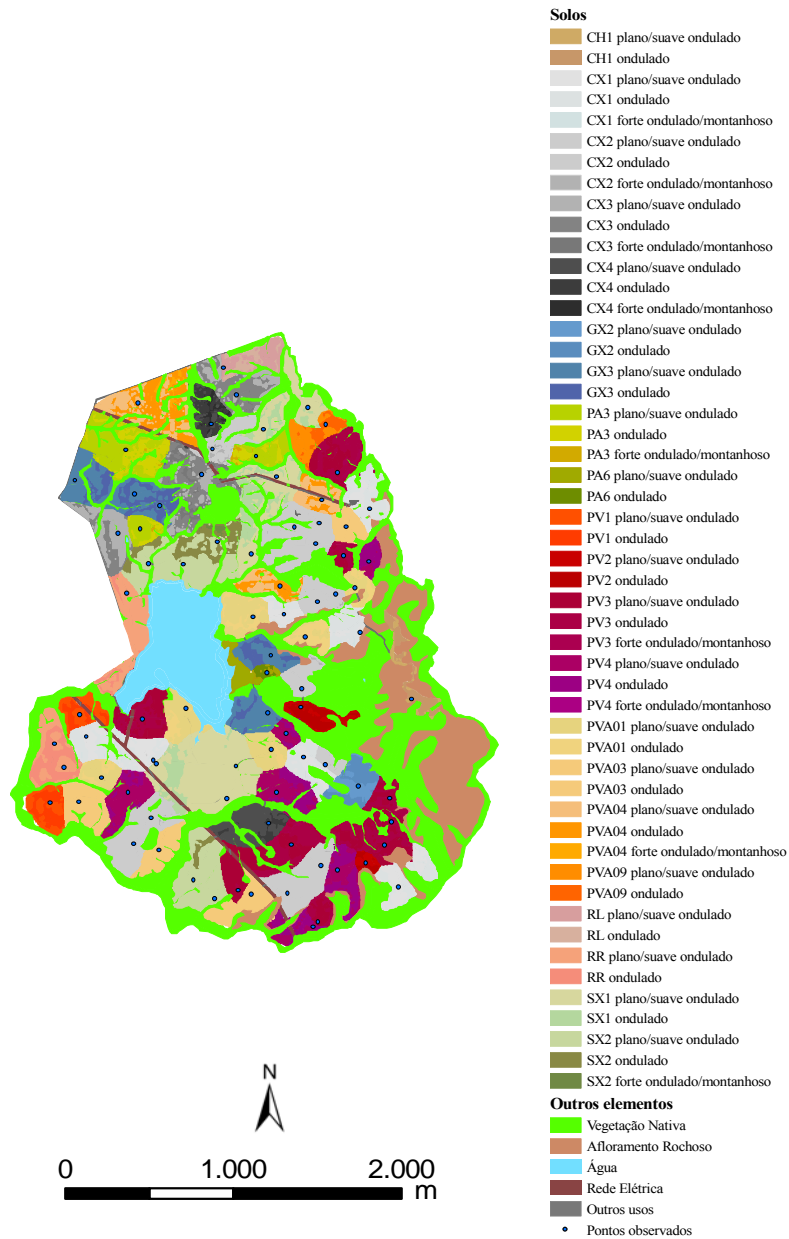 Solos
CH1 plano/suave ondulado
CH1 ondulado
CX1 plano/suave ondulado
CX1 ondulado
CX1 forte ondulado/montanhoso
CX2 plano/suave ondulado
CX2 ondulado
CX2 forte ondulado/montanhoso
CX3 plano/suave ondulado
CX3 ondulado
CX3 forte ondulado/montanhoso
CX4 plano/suave ondulado
CX4 ondulado
CX4 forte ondulado/montanhoso
GX2 plano/suave ondulado
GX2 ondulado
GX3 plano/suave ondulado
GX3 ondulado
PA3 plano/suave ondulado
PA3 ondulado
PA3 forte ondulado/montanhoso
PA6 plano/suave ondulado
PA6 ondulado
PV1 plano/suave ondulado
PV1 ondulado
PV2 plano/suave ondulado
PV2 ondulado
PV3 plano/suave ondulado
PV3 ondulado
PV3 forte ondulado/montanhoso
PV4 plano/suave ondulado
PV4 ondulado
PV4 forte ondulado/montanhoso
PVA01 plano/suave ondulado
PVA01 ondulado
PVA03 plano/suave ondulado
PVA03 ondulado
PVA04 plano/suave ondulado
PVA04 ondulado
PVA04 forte ondulado/montanhoso
PVA09 plano/suave ondulado
PVA09 ondulado
RL plano/suave ondulado
RL ondulado
RR plano/suave ondulado
RR ondulado
SX1 plano/suave ondulado
SX1 ondulado
SX2 plano/suave ondulado
SX2 ondulado
SX2 forte ondulado/montanhoso
Outros elementos
Vegetação Nativa
Afloramento Rochoso
Água
Rede Elétrica
Outros usos
Pontos observados
N
0 1.000 2.000
m